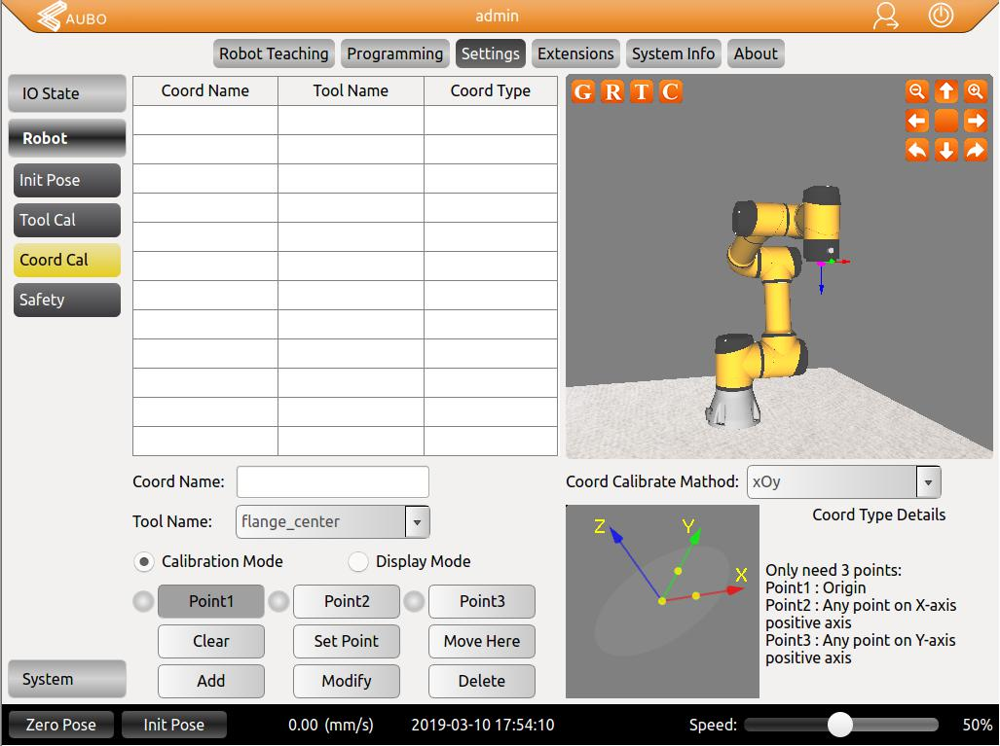 AUBO
admin
Robot Teaching
Programming
Settings
Extensions
System Info
About
IO State
Robot
Init Pose
Tool Cal
Coord Cal
Safety
System
Coord Name
Tool Name
Coord Type
G R T C
Coord Name:
Tool Name:
flange_center
Calibration Mode
Display Mode
Point1
Point2
Point3
Clear
Set Point
Move Here
Add
Modify
Delete
Coord Calibrate Mathod:
xOy
Z
Y
X
Coord Type Details
Only need 3 points:
Point1 : Origin
Point2 : Any point on X-axis
positive axis
Point3 : Any point on Y-axis
positive axis
Zero Pose
Init Pose
0.00 (mm/s)
2019-03-10 17:54:10
Speed:
50%